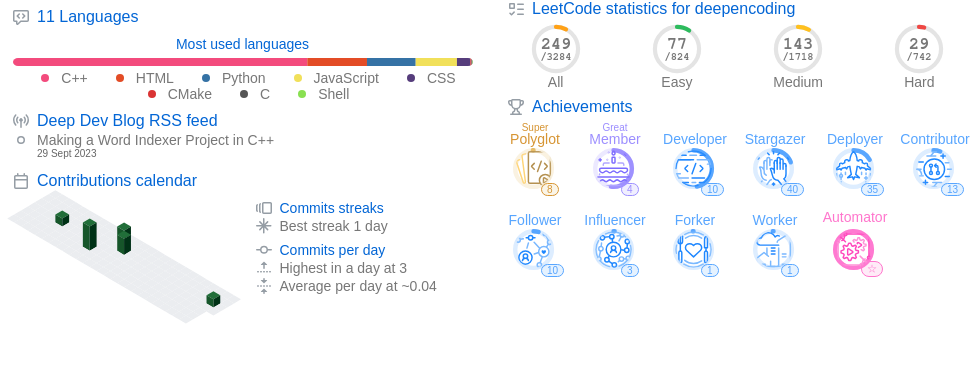 11 Languages
Most used languages
C++ HTML Python JavaScript CSS
CMake C Shell
Deep Dev Blog RSS feed
Making a Word Indexer Project in C++
29 Sept 2023
Contributions calendar
Commits streaks
Best streak 1 day
Commits per day
Highest in a day at 3
Average per day at ~0.04
LeetCode statistics for deepencoding
249 77 143 29
/3284 /824 /1718 /742
All Easy Medium Hard
Achievements
Super Great
Polyglot Member Developer Stargazer Deployer Contributor
8 4 10 40 35 13
Follower Influencer Forker Worker Automator
10 3 1 1